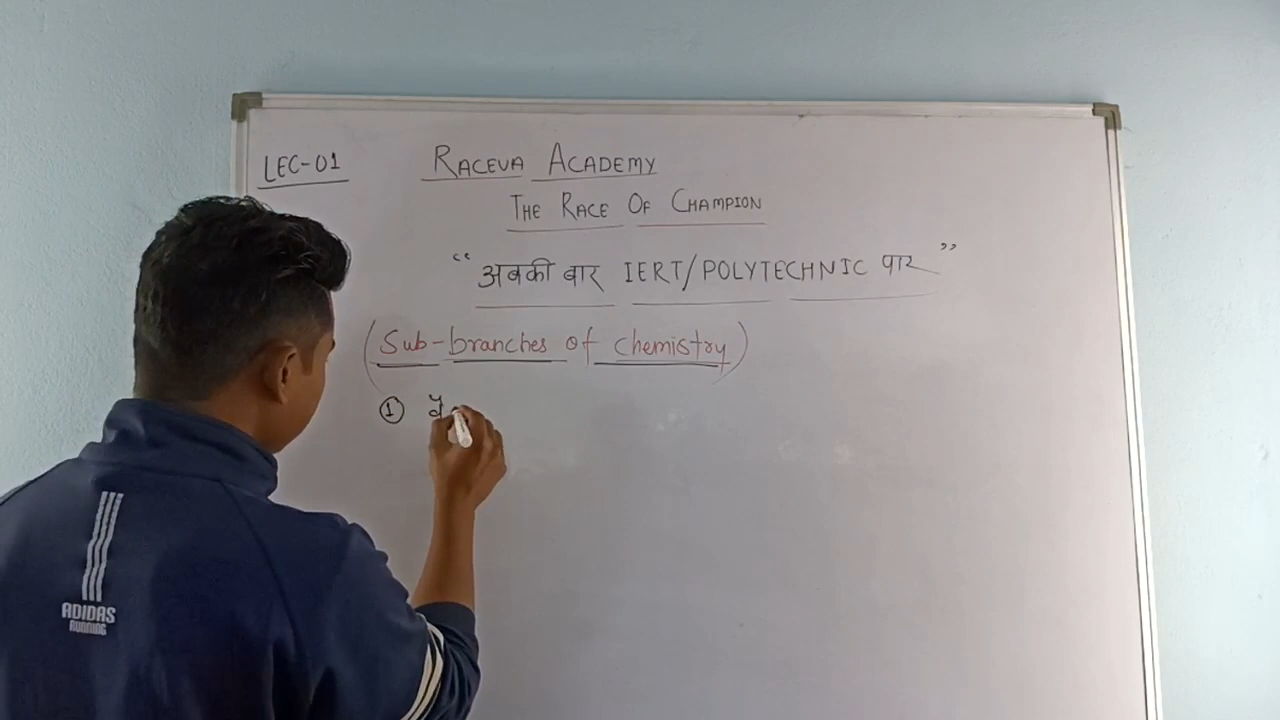 LEC-01
RACEVA ACADEMY
THE RACE OF CHAMPION
“अबकी बार IERT/POLYTECHNIC पार”
(Sub-branches of chemistry)
①
ADIDAS
RUNNING